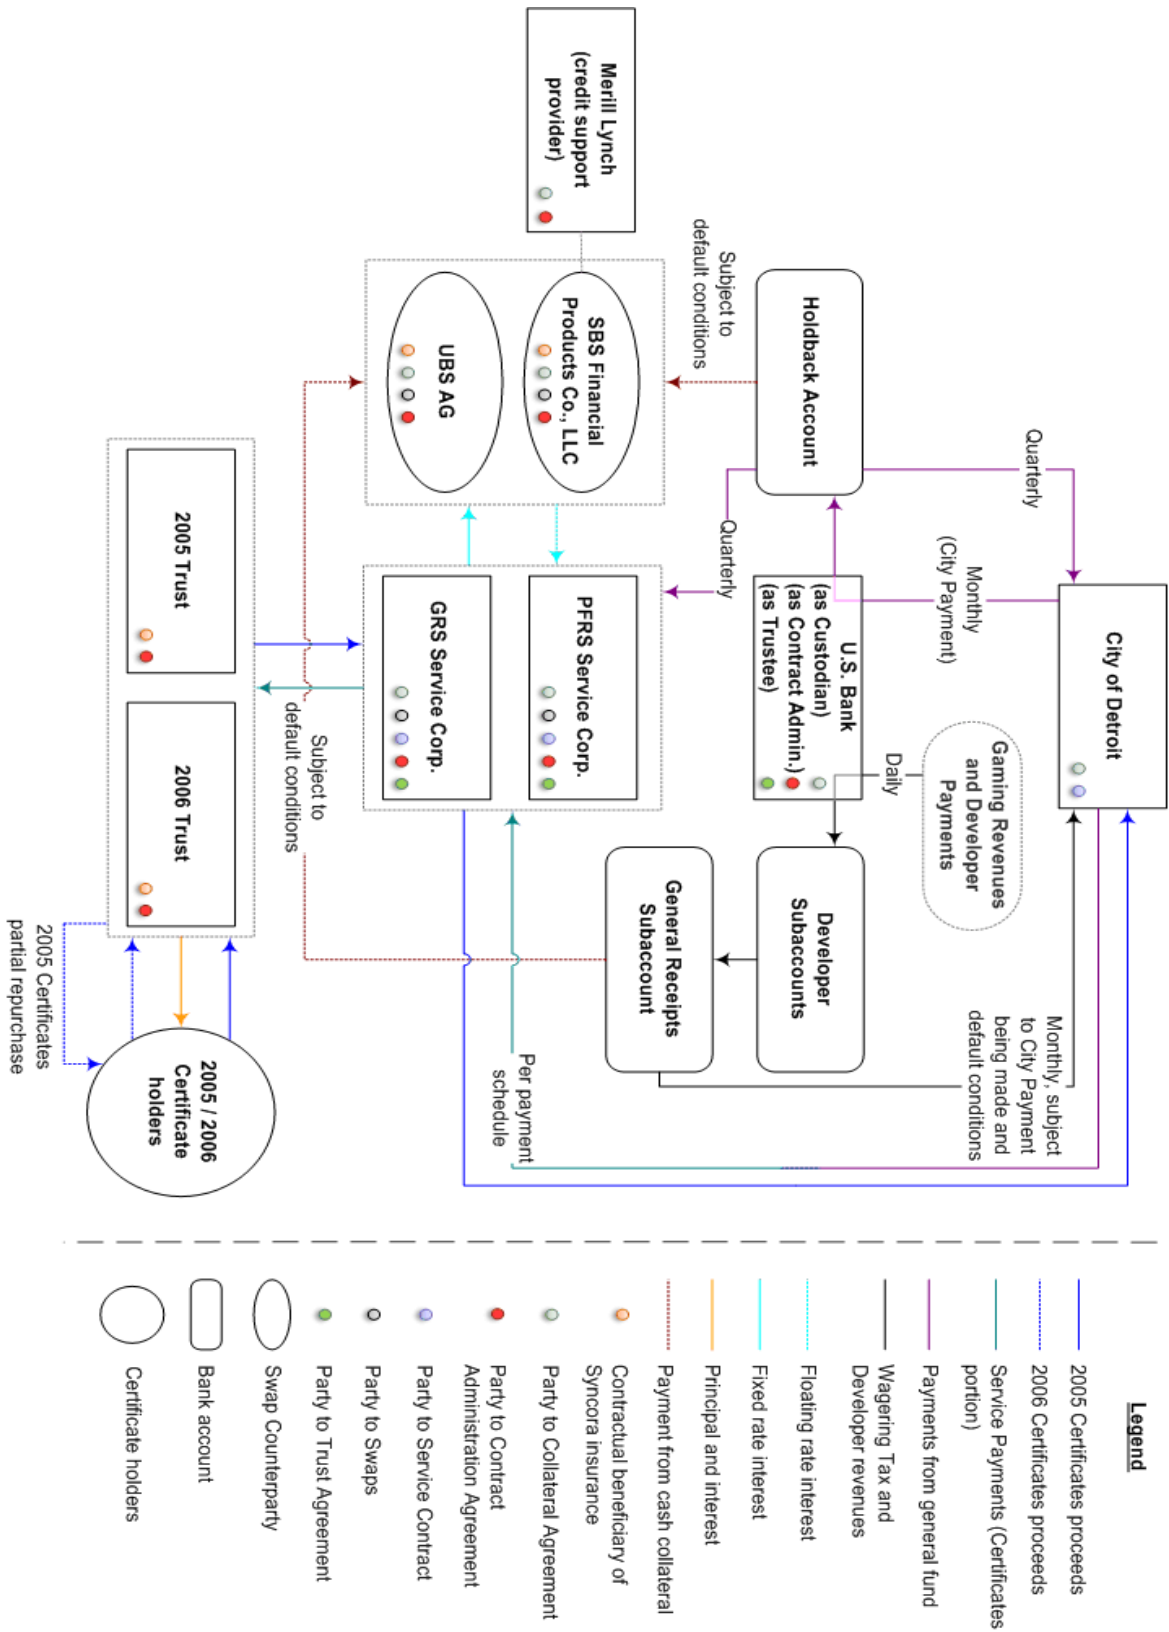 Merill Lynch
(credit support
provider)
Subject to
default conditions
Holdback Account
Quarterly
City of Detroit
Monthly
(City Payment)
Quarterly
SBS Financial
Products Co., LLC
UBS AG
U.S. Bank
(as Custodian)
(as Contract Admin.)
(as Trustee)
Gaming Revenues
and Developer
Payments
Daily
PFRS Service Corp.
GRS Service Corp.
Developer
Subaccounts
General Receipts
Subaccount
Subject to
default conditions
2005 Trust
2006 Trust
Monthly, subject
to City Payment
being made and
default conditions
Per payment
schedule
2005 Certificates
partial repurchase
2005 / 2006
Certificate
holders
Legend
2005 Certificates proceeds
2006 Certificates proceeds
Service Payments (Certificates
portion)
Payments from general fund
Wagering Tax and
Developer revenues
Floating rate interest
Fixed rate interest
Principal and interest
Payment from cash collateral
Contractual beneficiary of
Syncora insurance
Party to Collateral Agreement
Party to Contract
Administration Agreement
Party to Service Contract
Party to Swaps
Party to Trust Agreement
Swap Counterparty
Bank account
Certificate holders